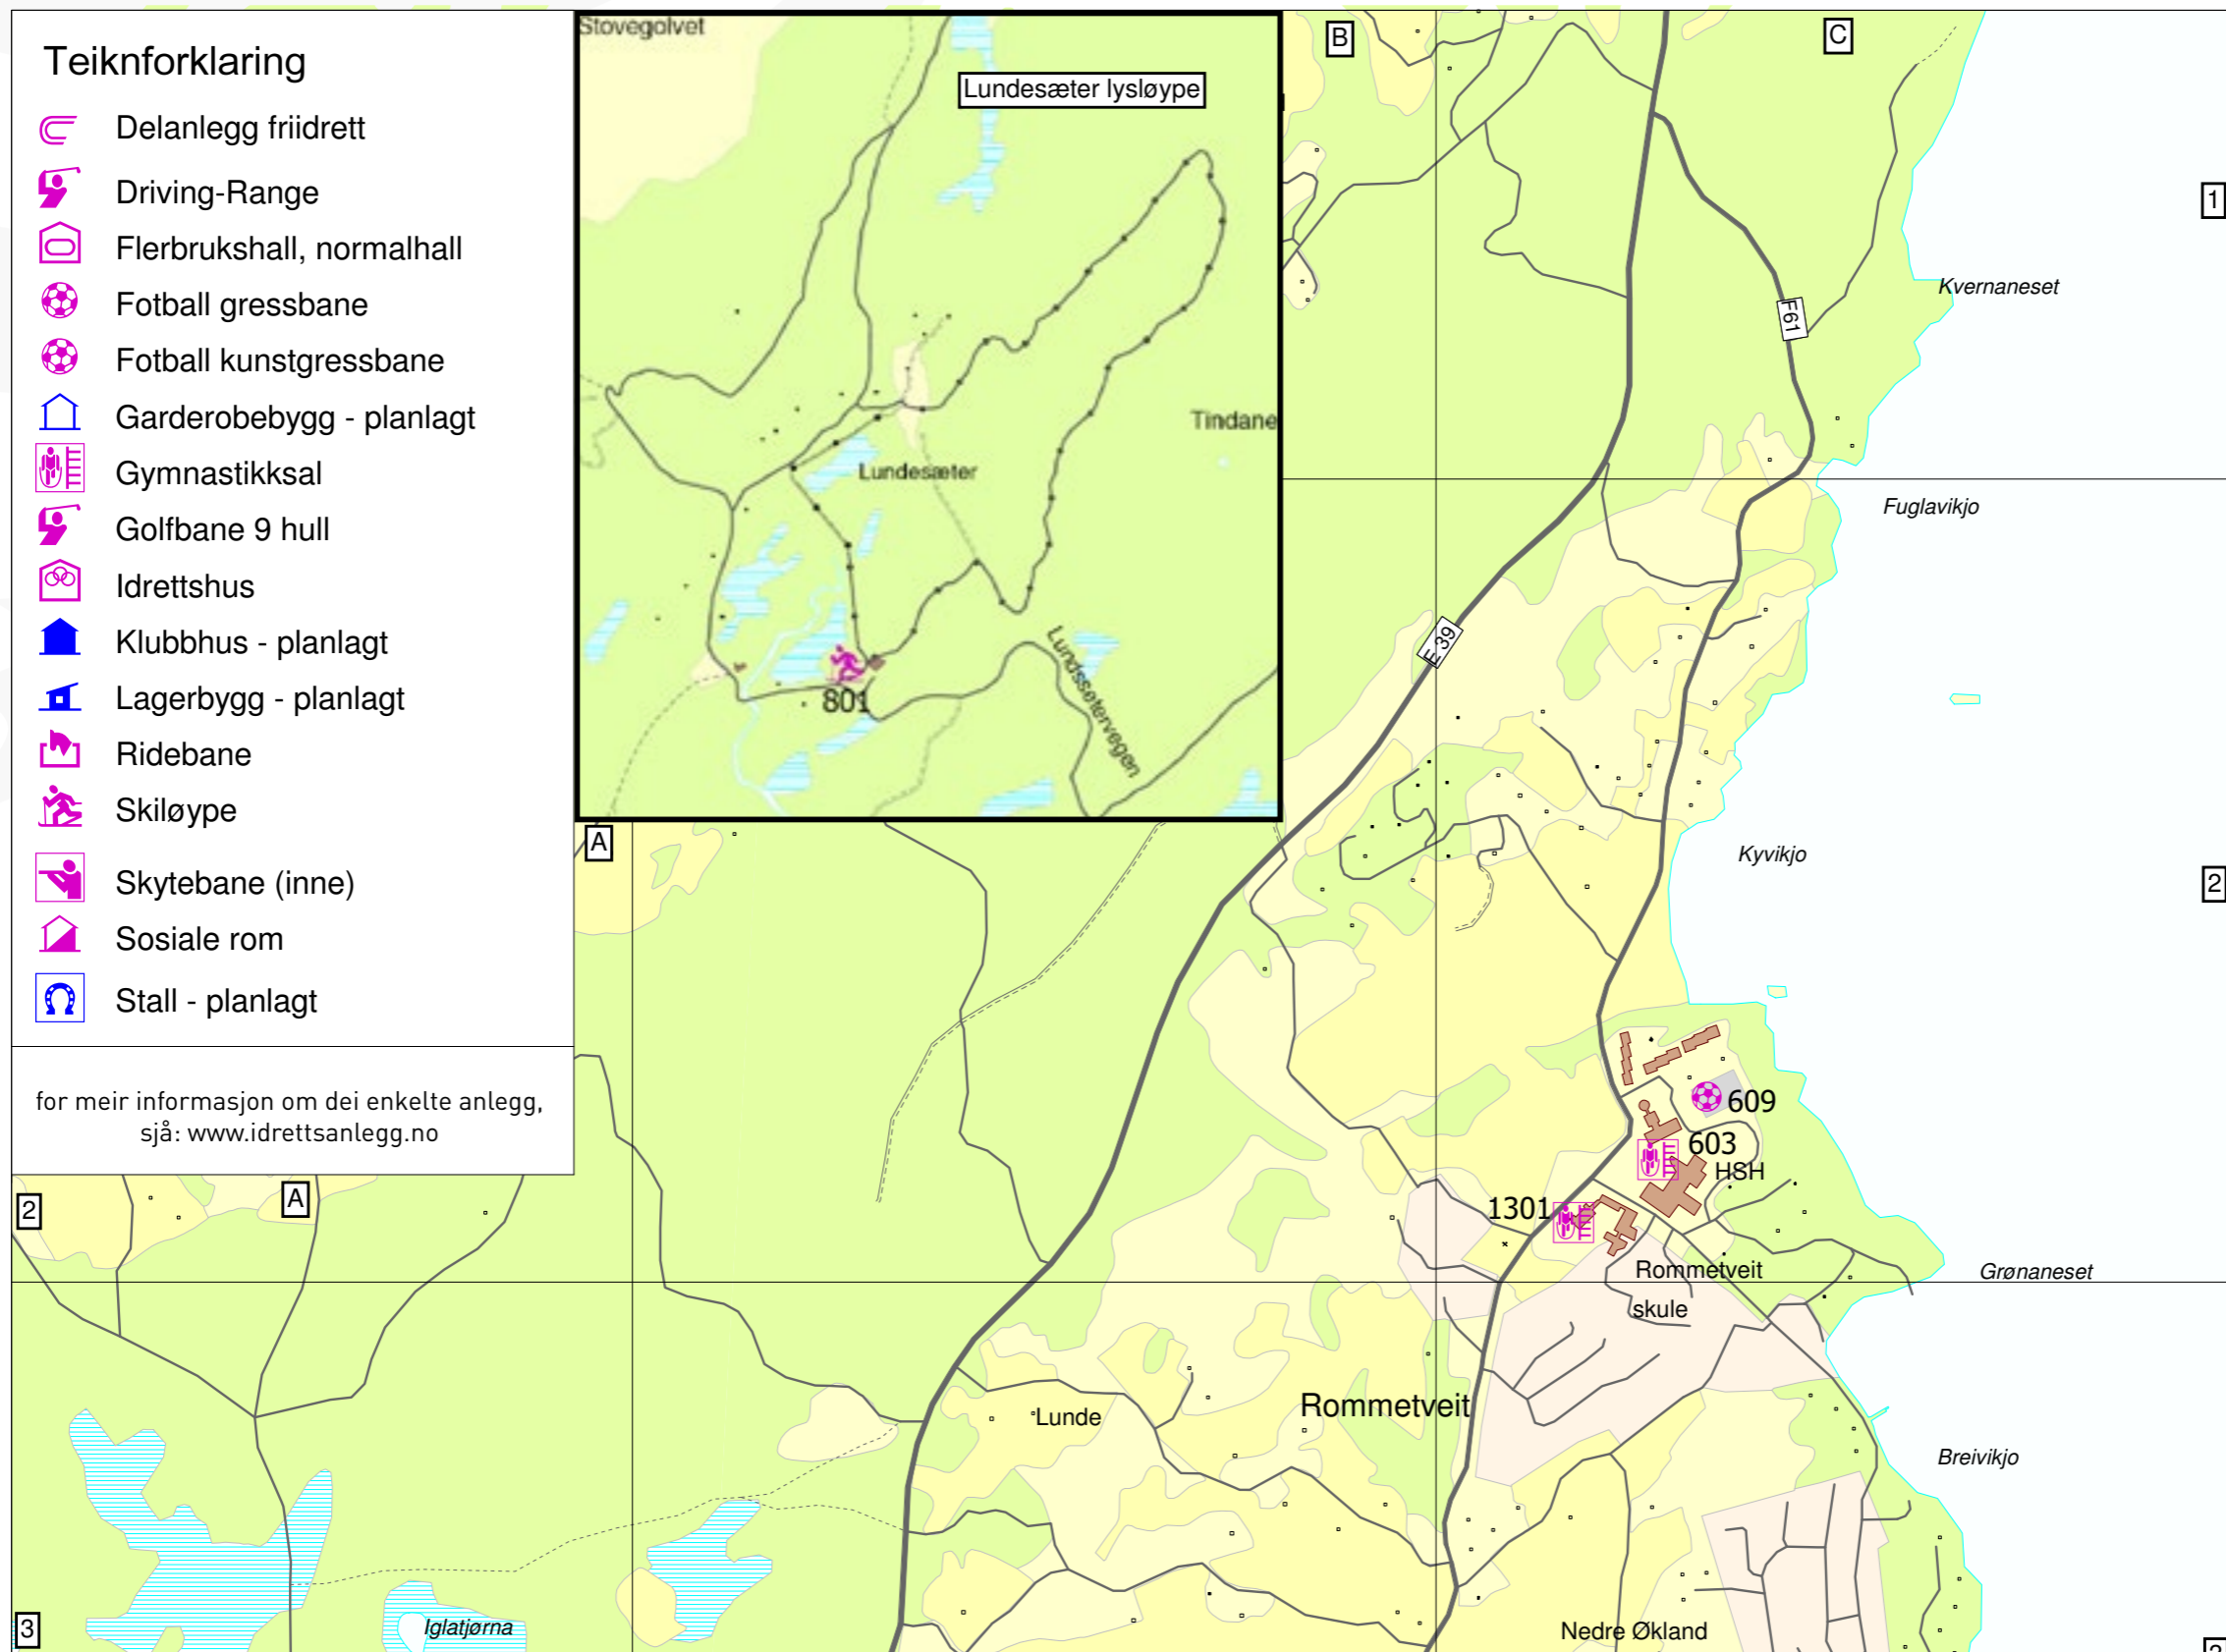 Teiknforklaring
Delanlegg friidrett
Driving-Range
Flerbrukshall, normalhall
Fotball gressbane
Fotball kunstgressbane
Garderobebygg - planlagt
Gymnastikksal
Golfbane 9 hull
Idrettshus
Klubbhus - planlagt
Lagerbygg - planlagt
Ridebane
Skiløype
Skytebane (inne)
Sosiale rom
Stall - planlagt
for meir informasjon om dei enkelte anlegg,
sjå: www.idrettsanlegg.no
Stovegolvet
Lundesæter lysløype
Tindane
Lundesæter
801
Lundssetervegen
B
C
1
Kvernaneset
F61
Fuglavikjo
E 39
A
Kyvikjo
2
609
603
HSH
1301
2
A
Rommetveit
skule
Grønaneset
Rommetveit
Lunde
Breivikjo
Iglatjørna
3
Nedre Økland